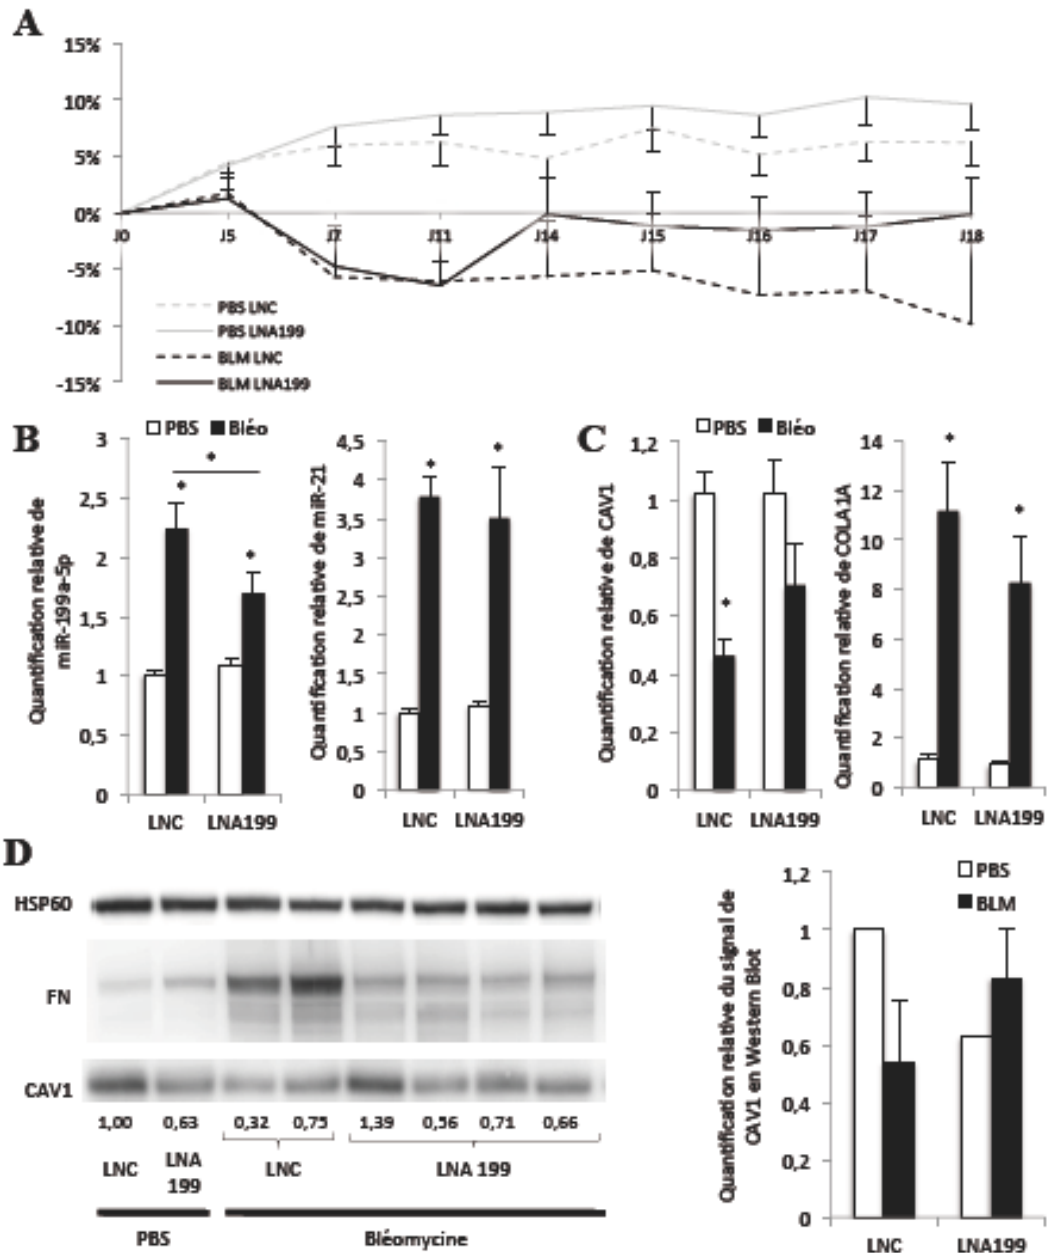 A
15%
10%
5%
0%
-5%
-10%
-15%
J0 J5 J7 J11 J14 J15 J16 J17 J18
PBS LNC
PBS LNA199
BLM LNC
BLM LNA199
B
PBS Bléo
Quantification relative de
miR-199a-5p
3
2,5
2
1,5
1
0,5
0
*
*
*
LNC LNA199
Quantification relative de miR-21
4,5
4
3,5
3
2,5
2
1,5
1
0,5
0
*
*
LNC LNA199
C
PBS Bléo
Quantification relative de CAV1
1,2
1
0,8
0,6
0,4
0,2
0
*
LNC LNA199
Quantification relative de COLA1A
14
12
10
8
6
4
2
0
*
*
LNC LNA199
D
HSP60
FN
CAV1
1,00 0,63 0,32 0,75 1,39 0,56 0,71 0,66
LNC LNA
199 LNC LNA 199
PBS Bléomycine
PBS
BLM
Quantification relative du signal de
CAV1 en Western Blot
1,2
1
0,8
0,6
0,4
0,2
0
LNC LNA199